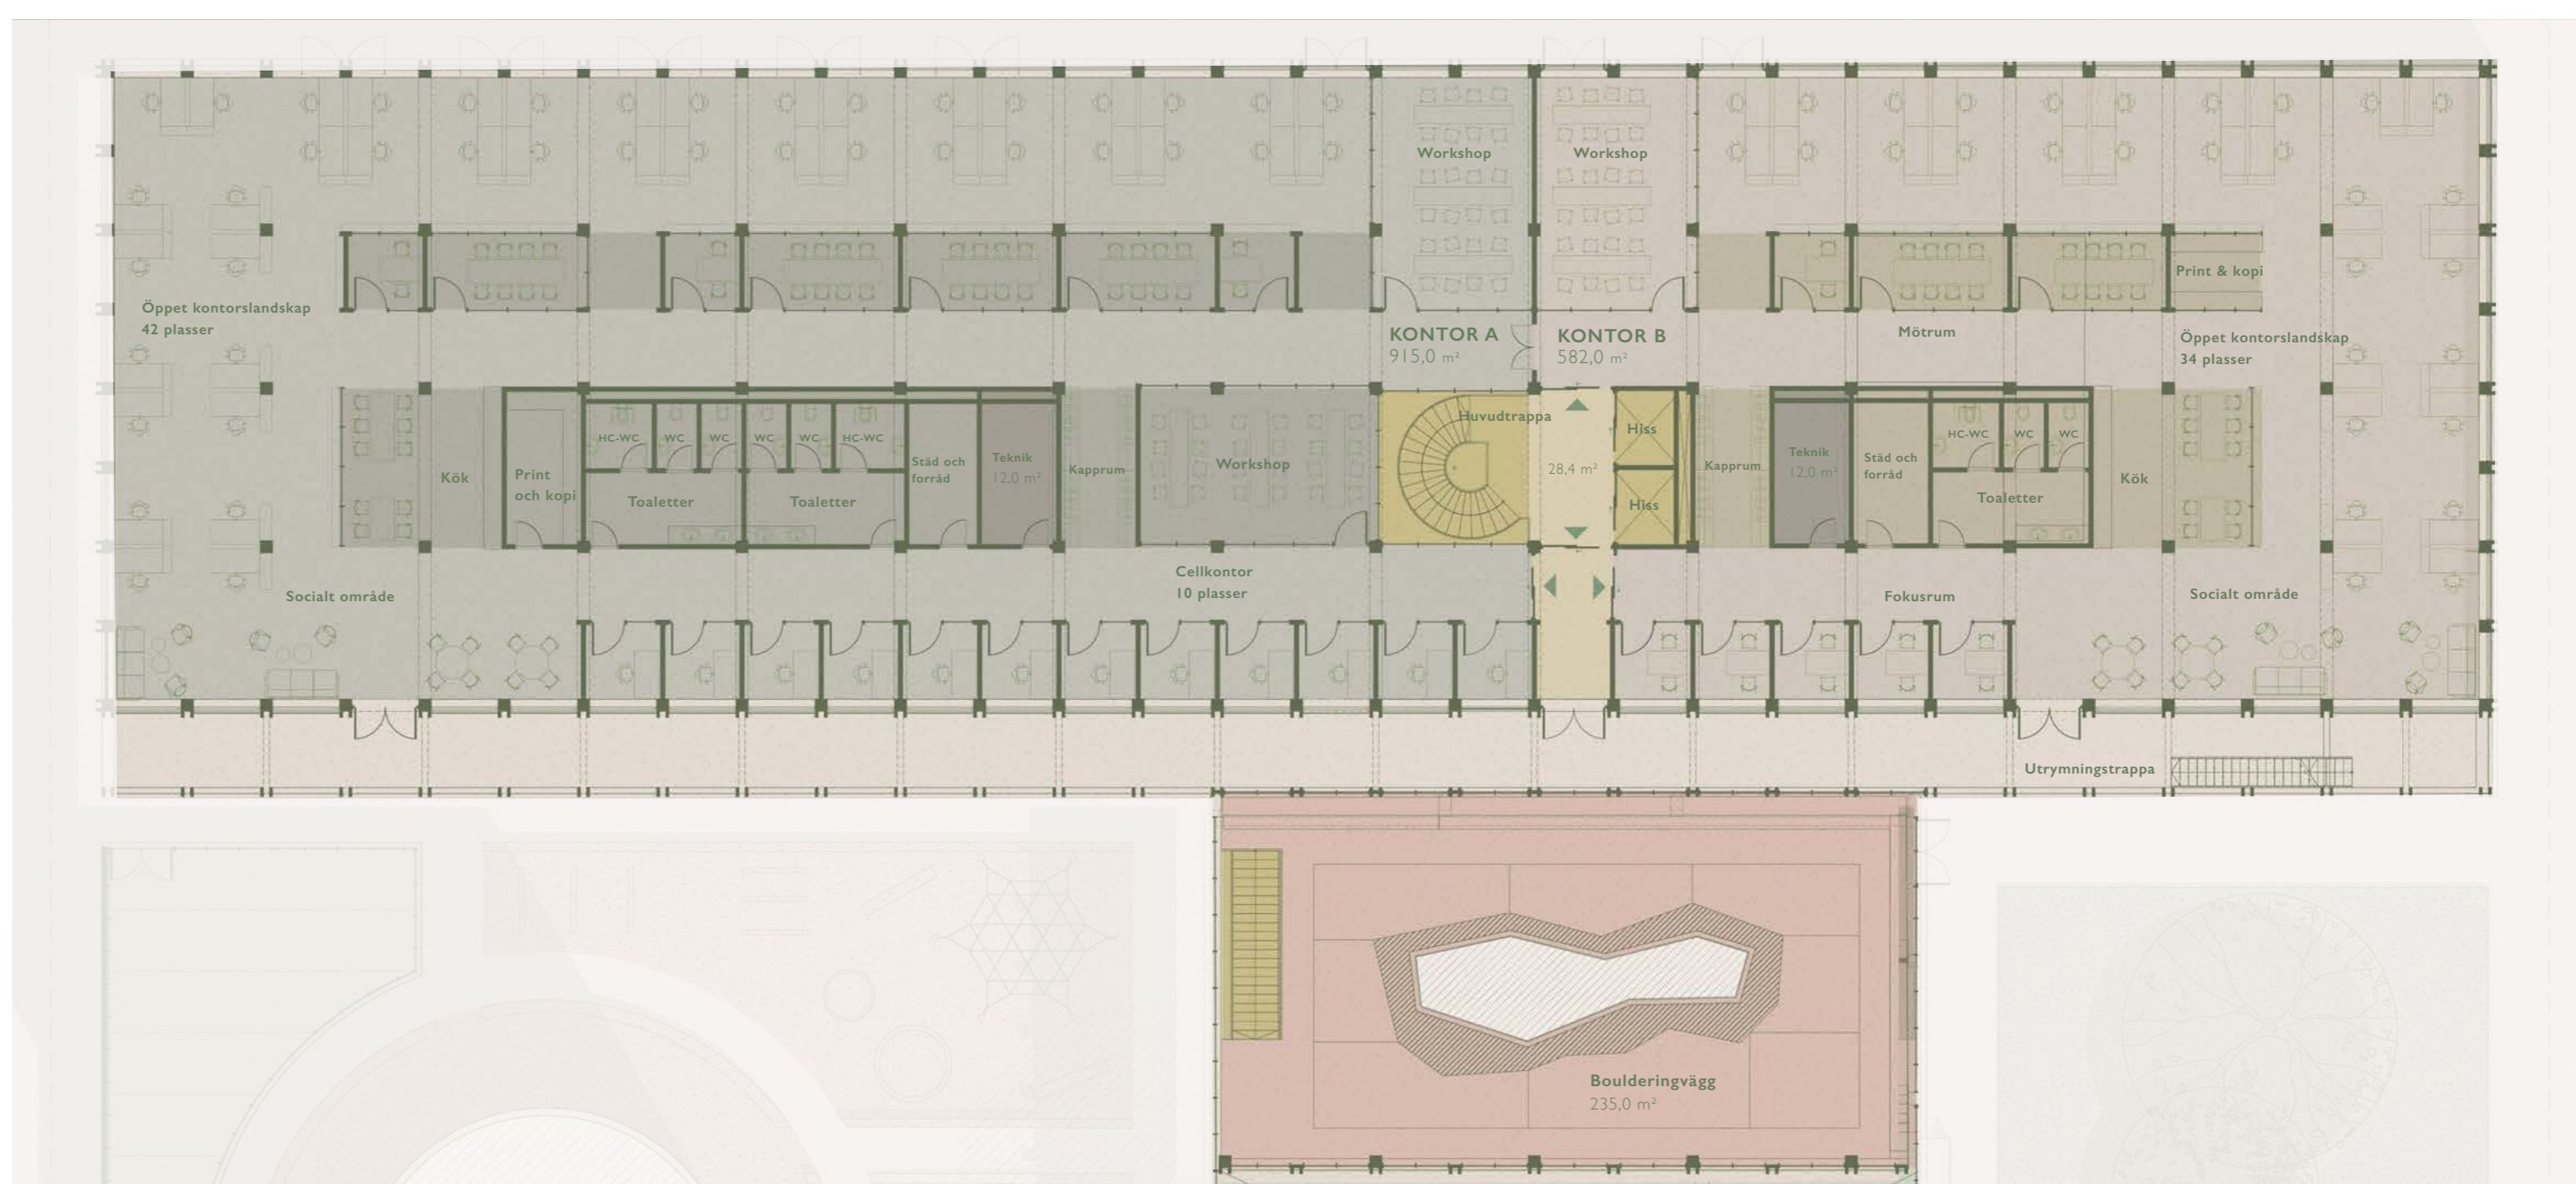 Workshop
Workshop
Öppet kontorslandskap
42 plasser
KONTOR A
915,0 m²
KONTOR B
582,0 m²
Mötrum
Print & kopi
Öppet kontorslandskap
34 plasser
Kök
Print
och kopi
HC-WC
WC
WC
WC
WC
HC-WC
Toaletter
Toaletter
Städ och
förråd
Teknik
12,0 m²
Kapprum
Workshop
Huvudtrappa
28,4 m²
Hiss
Hiss
Kapprum
Teknik
12,0 m²
Städ och
förråd
HC-WC
WC
WC
Toaletter
Kök
Socialt område
Cellkontor
10 plasser
Fokusrum
Socialt område
Utrymningstrappa
Boulderingvägg
235,0 m²